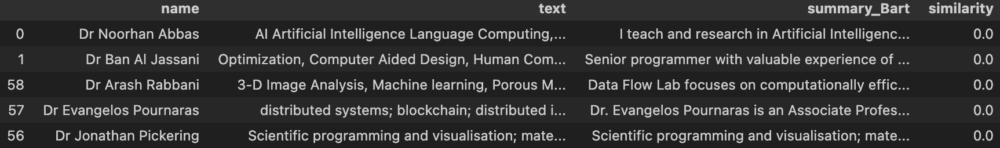 name text summary_Bart similarity
0 Dr Noorhan Abbas AI Artificial Intelligence Language Computing,... I teach and research in Artificial Intelligenc... 0.0
1 Dr Ban Al Jassani Optimization, Computer Aided Design, Human Com... Senior programmer with valuable experience of ... 0.0
58 Dr Arash Rabbani 3-D Image Analysis, Machine learning, Porous M... Data Flow Lab focuses on computationally effic... 0.0
57 Dr Evangelos Pournaras distributed systems; blockchain; distributed i... Dr. Evangelos Pournaras is an Associate Profes... 0.0
56 Dr Jonathan Pickering Scientific programming and visualisation; mate... Scientific programming and visualisation; mate... 0.0